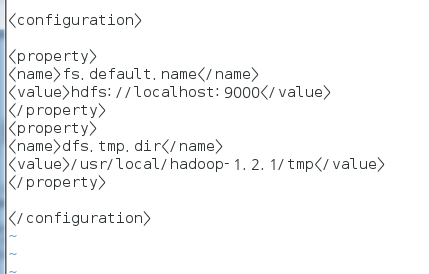 <configuration>
<property>
<name>fs.default.name</name>
<value>hdfs://localhost:9000</value>
</property>
<property>
<name>dfs.tmp.dir</name>
<value>/usr/local/hadoop-1.2.1/tmp</value>
</property>
</configuration>
~
~
~